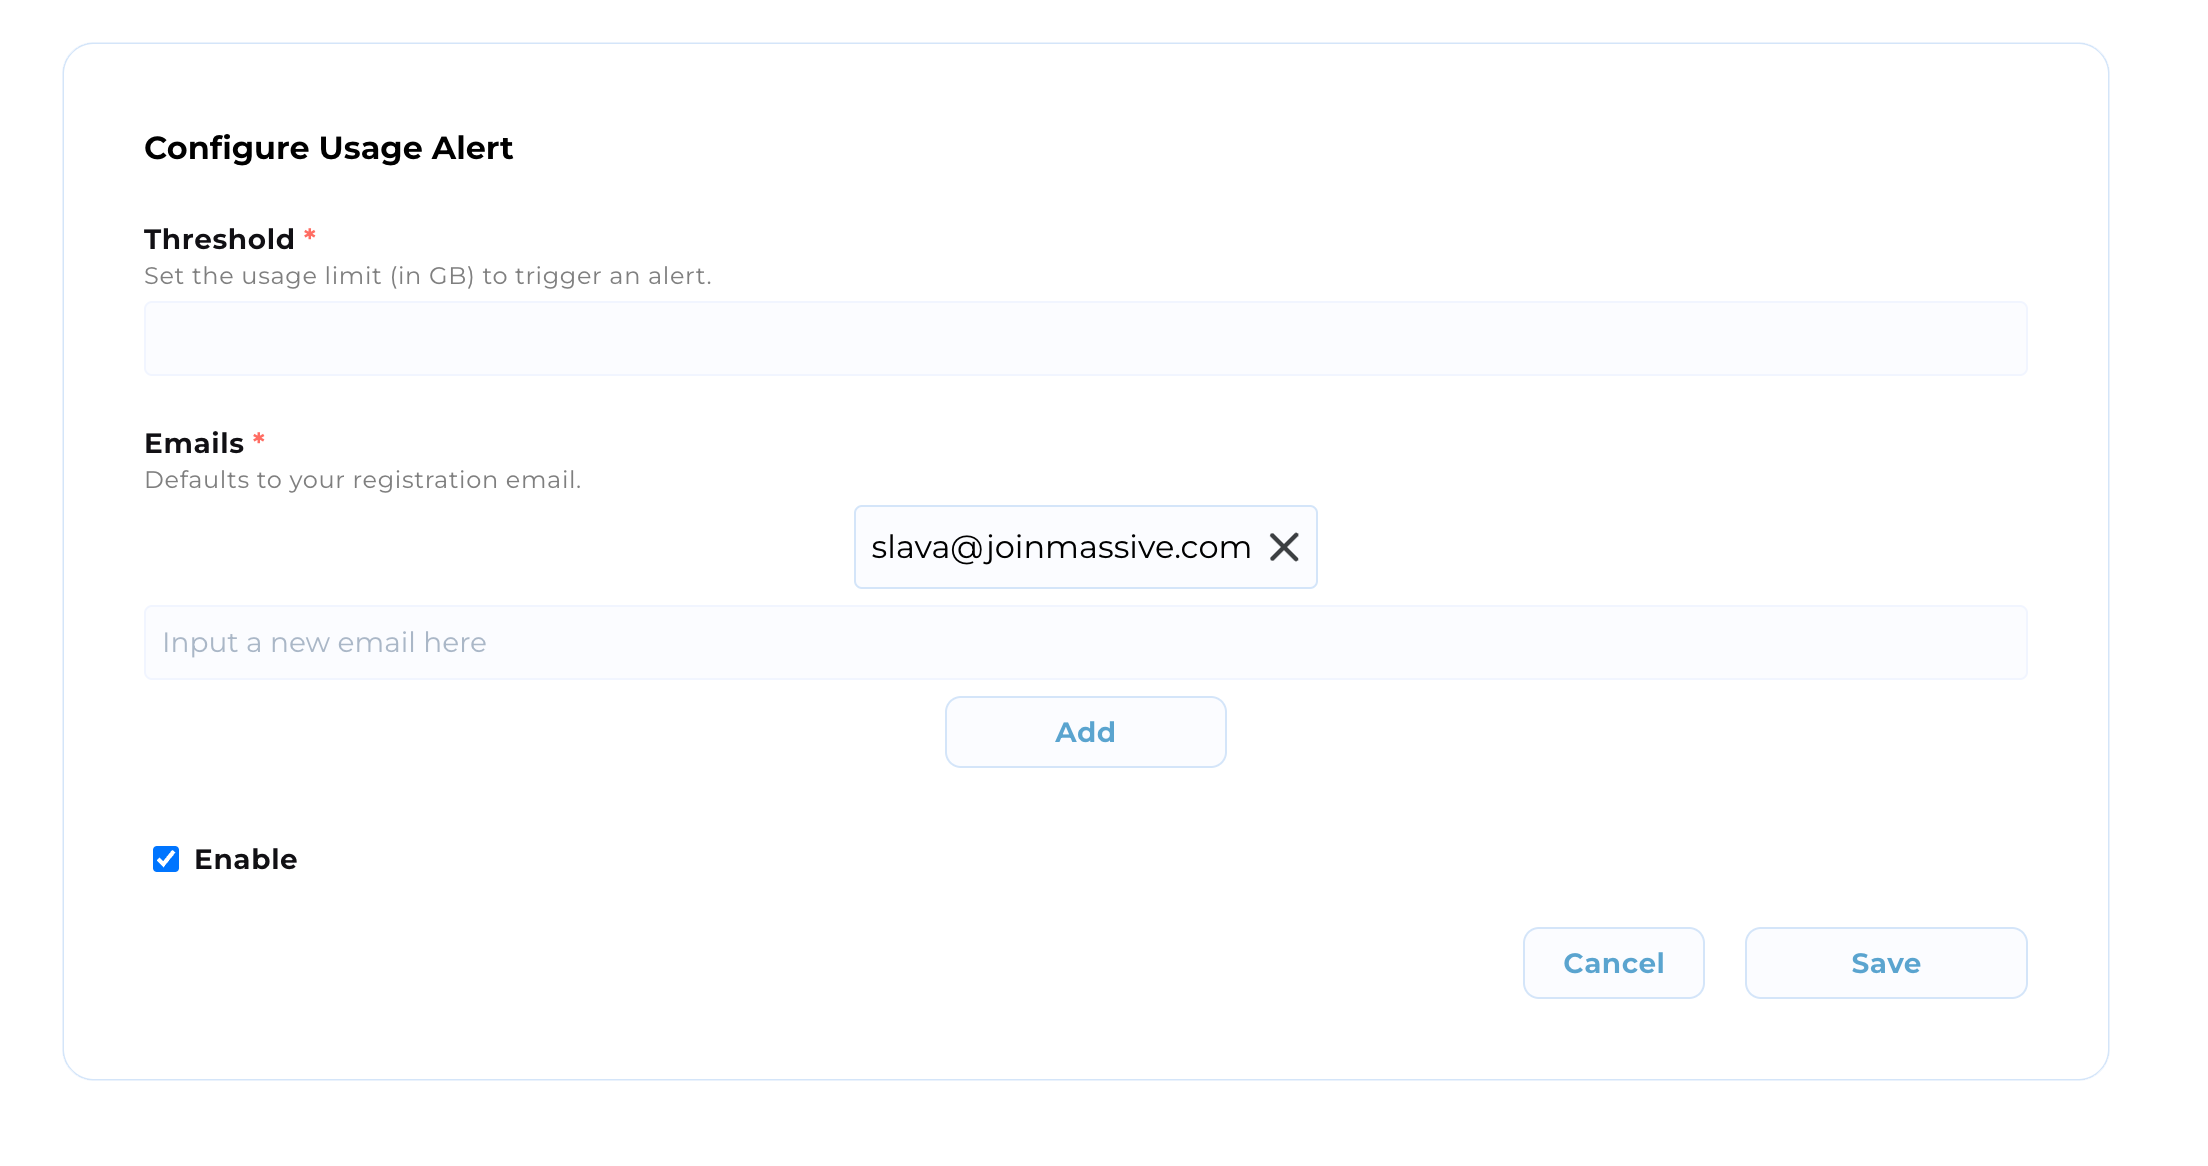 Configure Usage Alert
Threshold *
Set the usage limit (in GB) to trigger an alert.
Emails *
Defaults to your registration email.
slava@joinmassive.com
Input a new email here
Add
Enable
Cancel Save